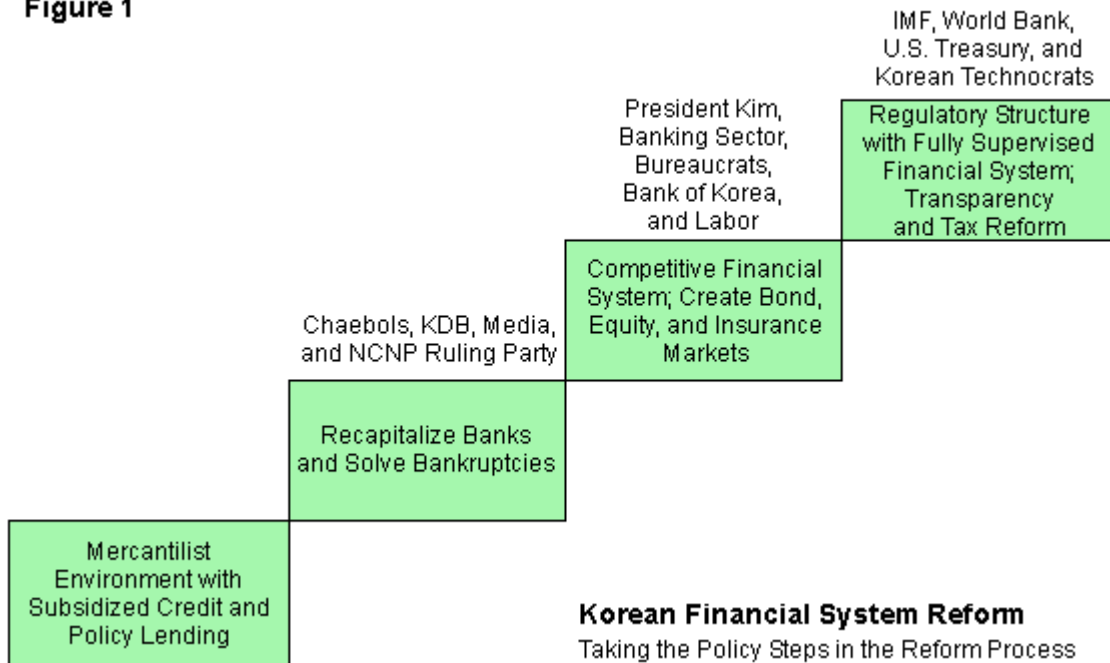 Figure 1
IMF, World Bank,
U.S. Treasury, and
Korean Technocrats
Regulatory Structure
with Fully Supervised
Financial System;
Transparency
and Tax Reform
President Kim,
Banking Sector,
Bureaucrats,
Bank of Korea,
and Labor
Competitive Financial
System; Create Bond,
Equity, and Insurance
Markets
Chaebols, KDB, Media,
and NCNP Ruling Party
Recapitalize Banks
and Solve Bankruptcies
Mercantilist
Environment with
Subsidized Credit and
Policy Lending
Korean Financial System Reform
Taking the Policy Steps in the Reform Process